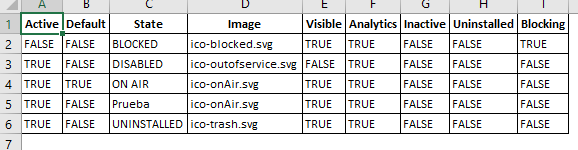 A B C D E F G H I
1 Active Default State Image Visible Analytics Inactive Uninstalled Blocking
2 FALSE FALSE BLOCKED ico-blocked.svg TRUE TRUE FALSE FALSE TRUE
3 TRUE FALSE DISABLED ico-outofservice.svg FALSE TRUE FALSE FALSE FALSE
4 TRUE TRUE ON AIR ico-onAir.svg TRUE TRUE FALSE FALSE FALSE
5 TRUE FALSE Prueba ico-onAir.svg TRUE TRUE FALSE FALSE FALSE
6 TRUE FALSE UNINSTALLED ico-trash.svg TRUE TRUE FALSE FALSE FALSE
7